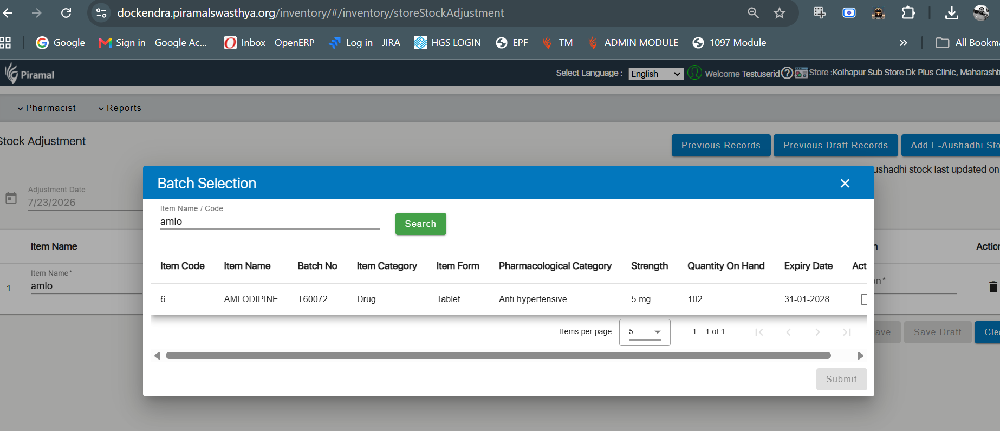 dockendra.piramalswasthya.org/inventory/#/inventory/storeStockAdjustment
Google Sign in - Google Ac... Inbox - OpenERP Log in - JIRA HGS LOGIN EPF TM ADMIN MODULE 1097 Module » All Bookma
Piramal Select Language : English Welcome Testuserid Store :Kolhapur Sub Store Dk Plus Clinic, Maharasht
Pharmacist Reports
Stock Adjustment Previous Records Previous Draft Records Add E-Aushadhi Sto
ushadhi stock last updated on
Batch Selection
Adjustment Date
7/23/2026
Item Name / Code
amlo
Search
Item Name Action
Item Code Item Name Batch No Item Category Item Form Pharmacological Category Strength Quantity On Hand Expiry Date Act
Item Name*
1 amlo
on*
6 AMLODIPINE T60072 Drug Tablet Anti hypertensive 5 mg 102 31-01-2028
Items per page: 5 1 – 1 of 1
ave Save Draft Clea
Submit